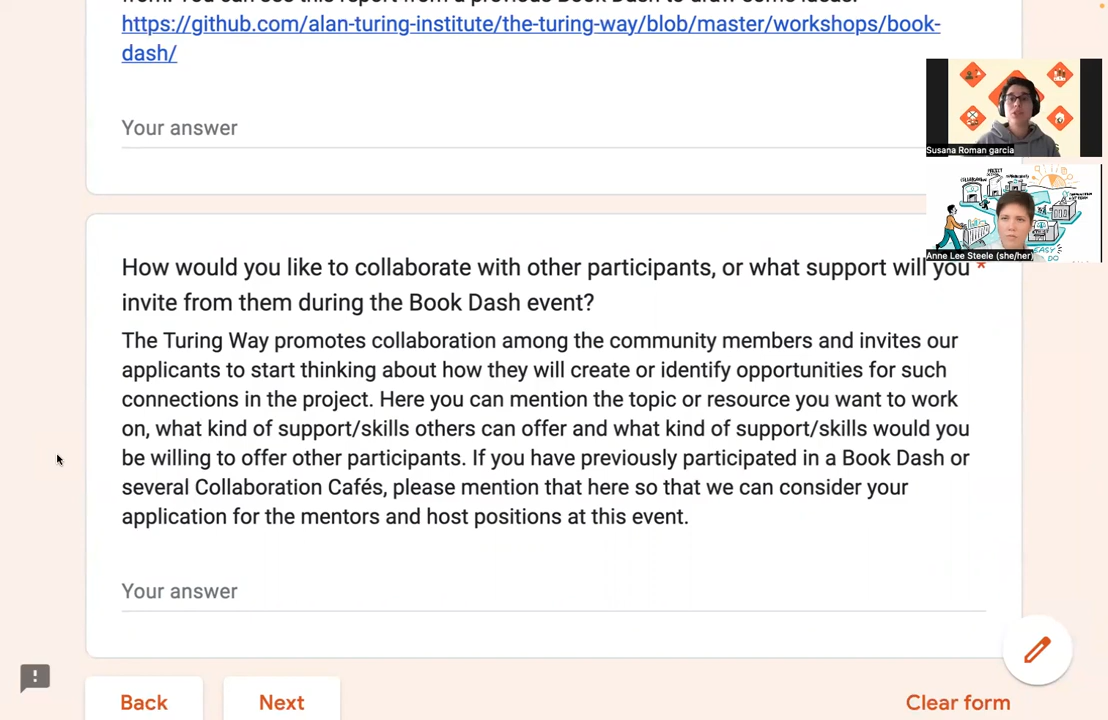 https://github.com/alan-turing-institute/the-turing-way/blob/master/workshops/book-
dash/
Your answer
Susana Roman garcia
Anne Lee Steele (she/her)
How would you like to collaborate with other participants, or what support will you *
invite from them during the Book Dash event?
The Turing Way promotes collaboration among the community members and invites our
applicants to start thinking about how they will create or identify opportunities for such
connections in the project. Here you can mention the topic or resource you want to work
on, what kind of support/skills others can offer and what kind of support/skills would you
be willing to offer other participants. If you have previously participated in a Book Dash or
several Collaboration Cafés, please mention that here so that we can consider your
application for the mentors and host positions at this event.
Your answer
Back
Next
Clear form